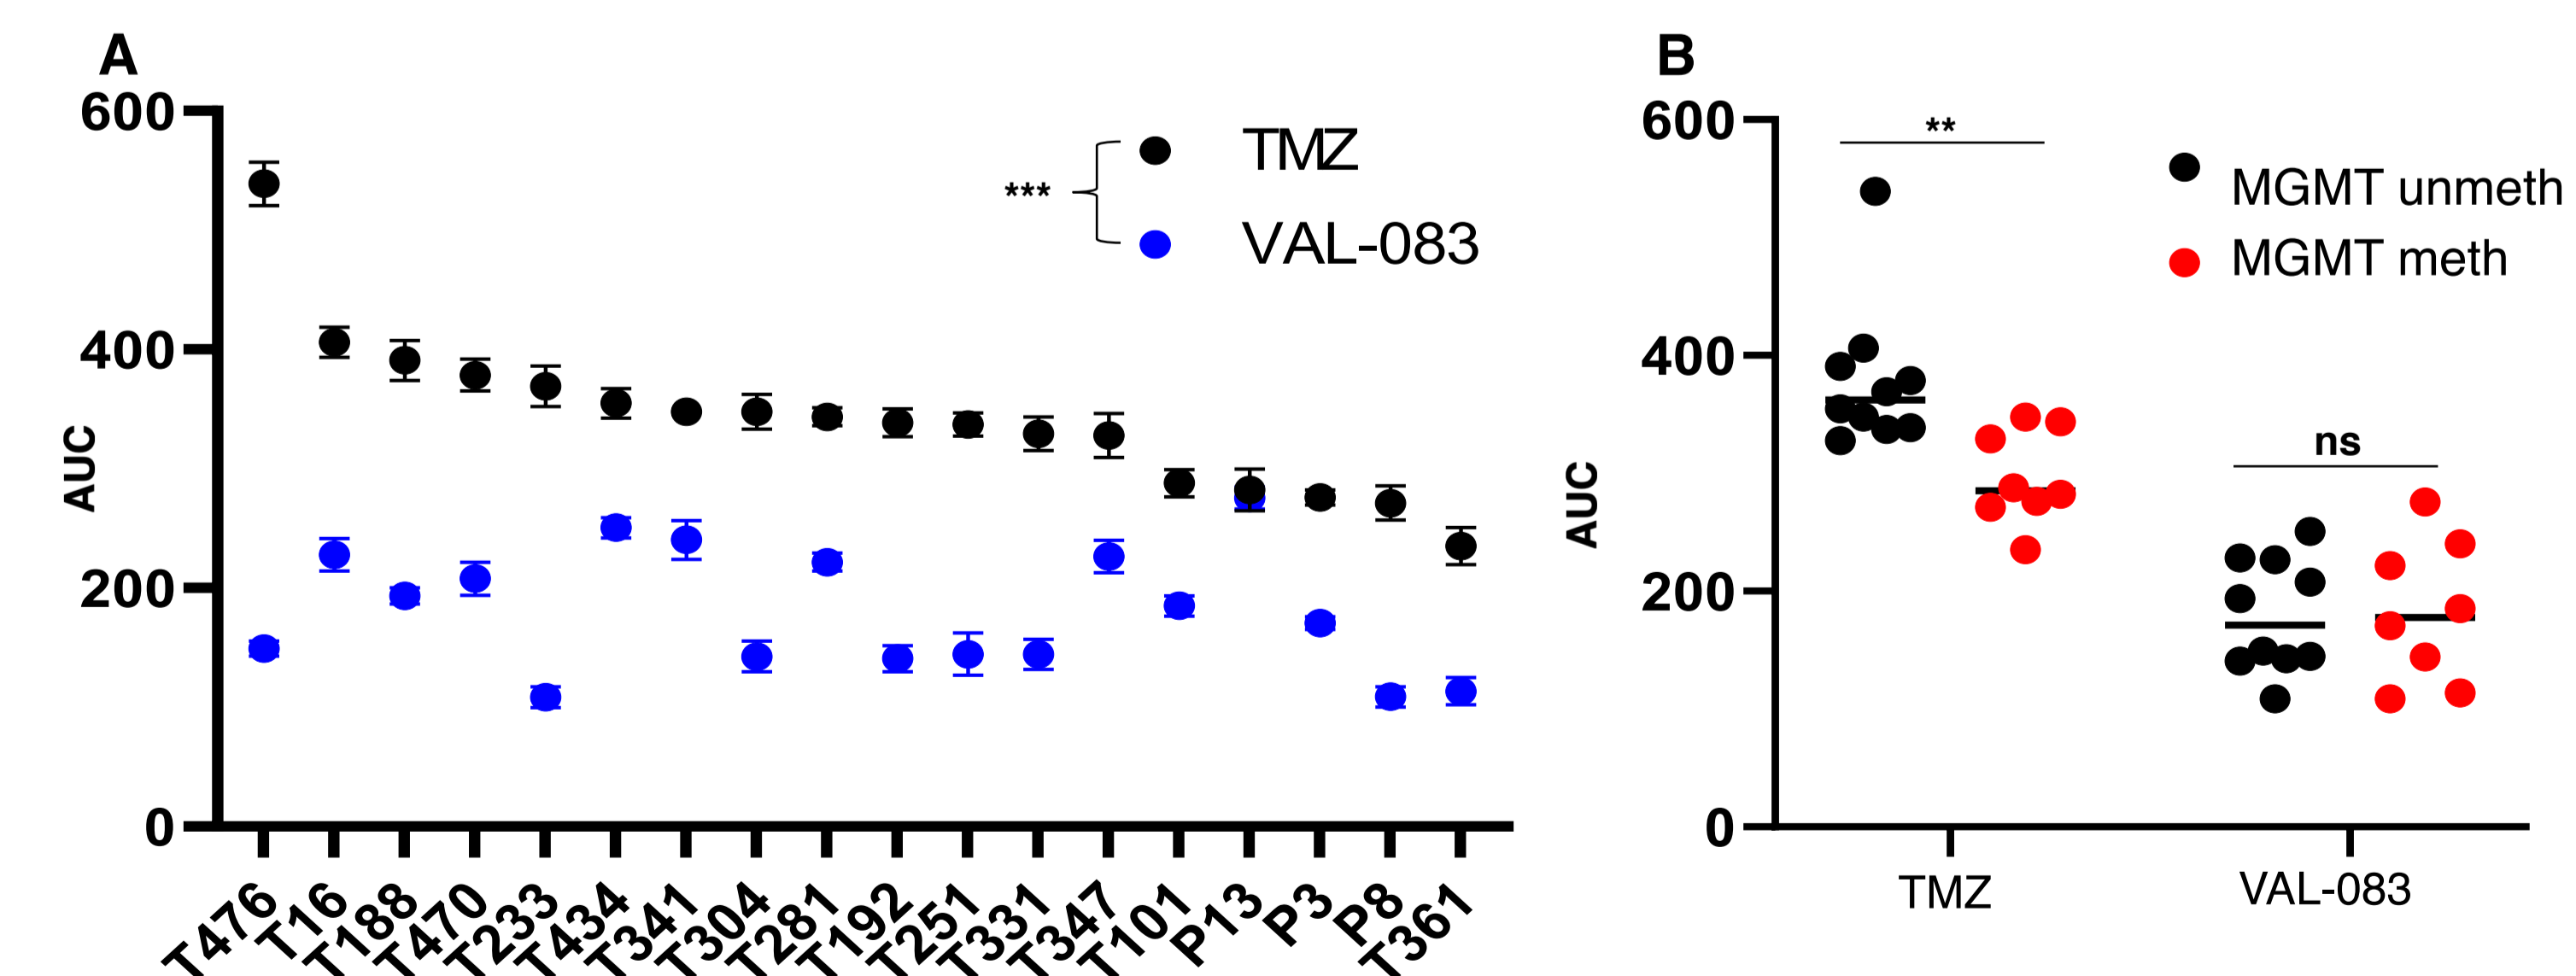 A
600
400
200
0
AUC
***
TMZ
VAL-083
T476
T16
T188
T470
T233
T434
T341
T304
T281
T192
T251
T331
T347
T101
P13
P3
P8
T361
B
600
400
200
0
AUC
**
ns
MGMT unmeth
MGMT meth
TMZ
VAL-083